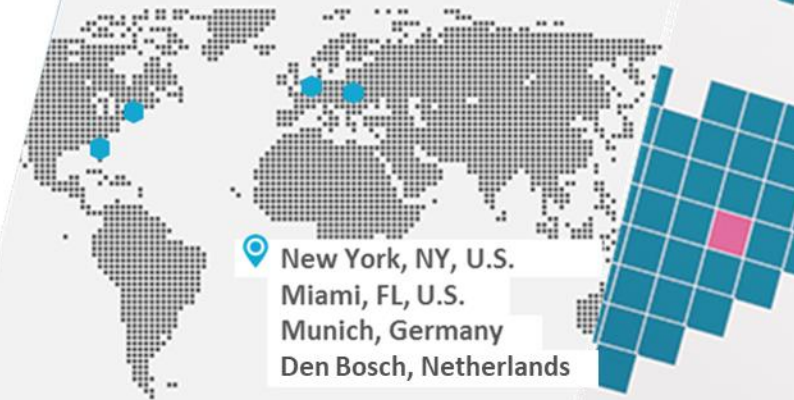 New York, NY, U.S.
Miami, FL, U.S.
Munich, Germany
Den Bosch, Netherlands